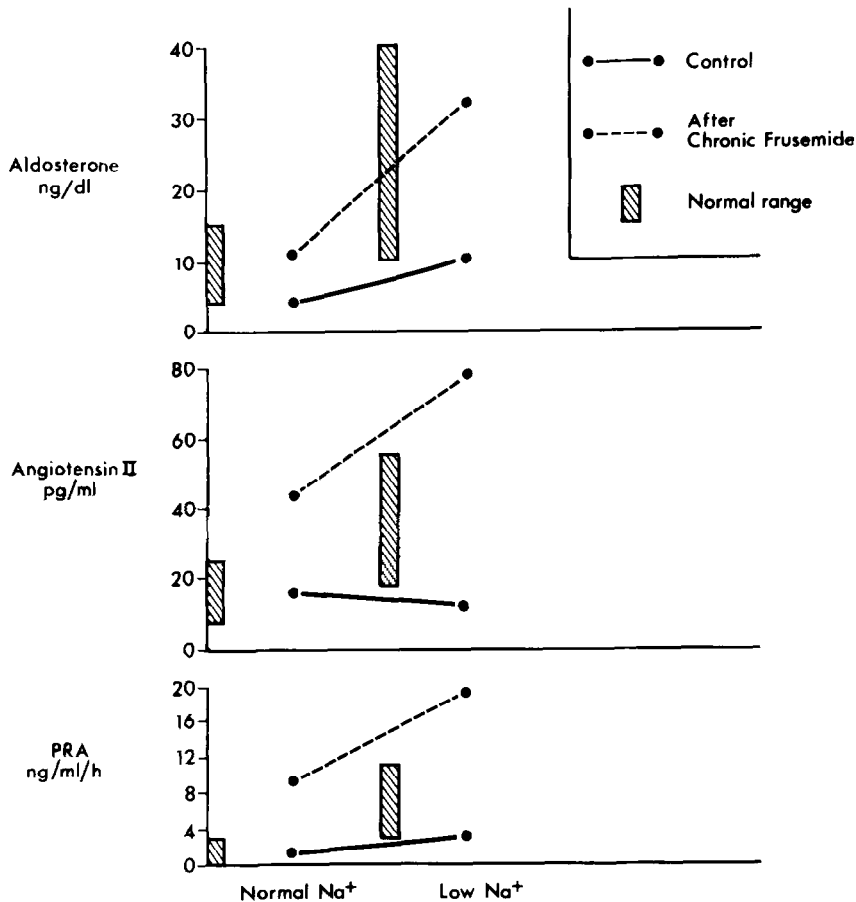 40
30
20
10
0
Aldosterone
ng/dl
Control
After
Chronic Frusemide
Normal range
80
60
40
20
0
Angiotensin II
pg/ml
20
16
12
8
4
0
PRA
ng/ml/h
Normal Na⁺
Low Na⁺